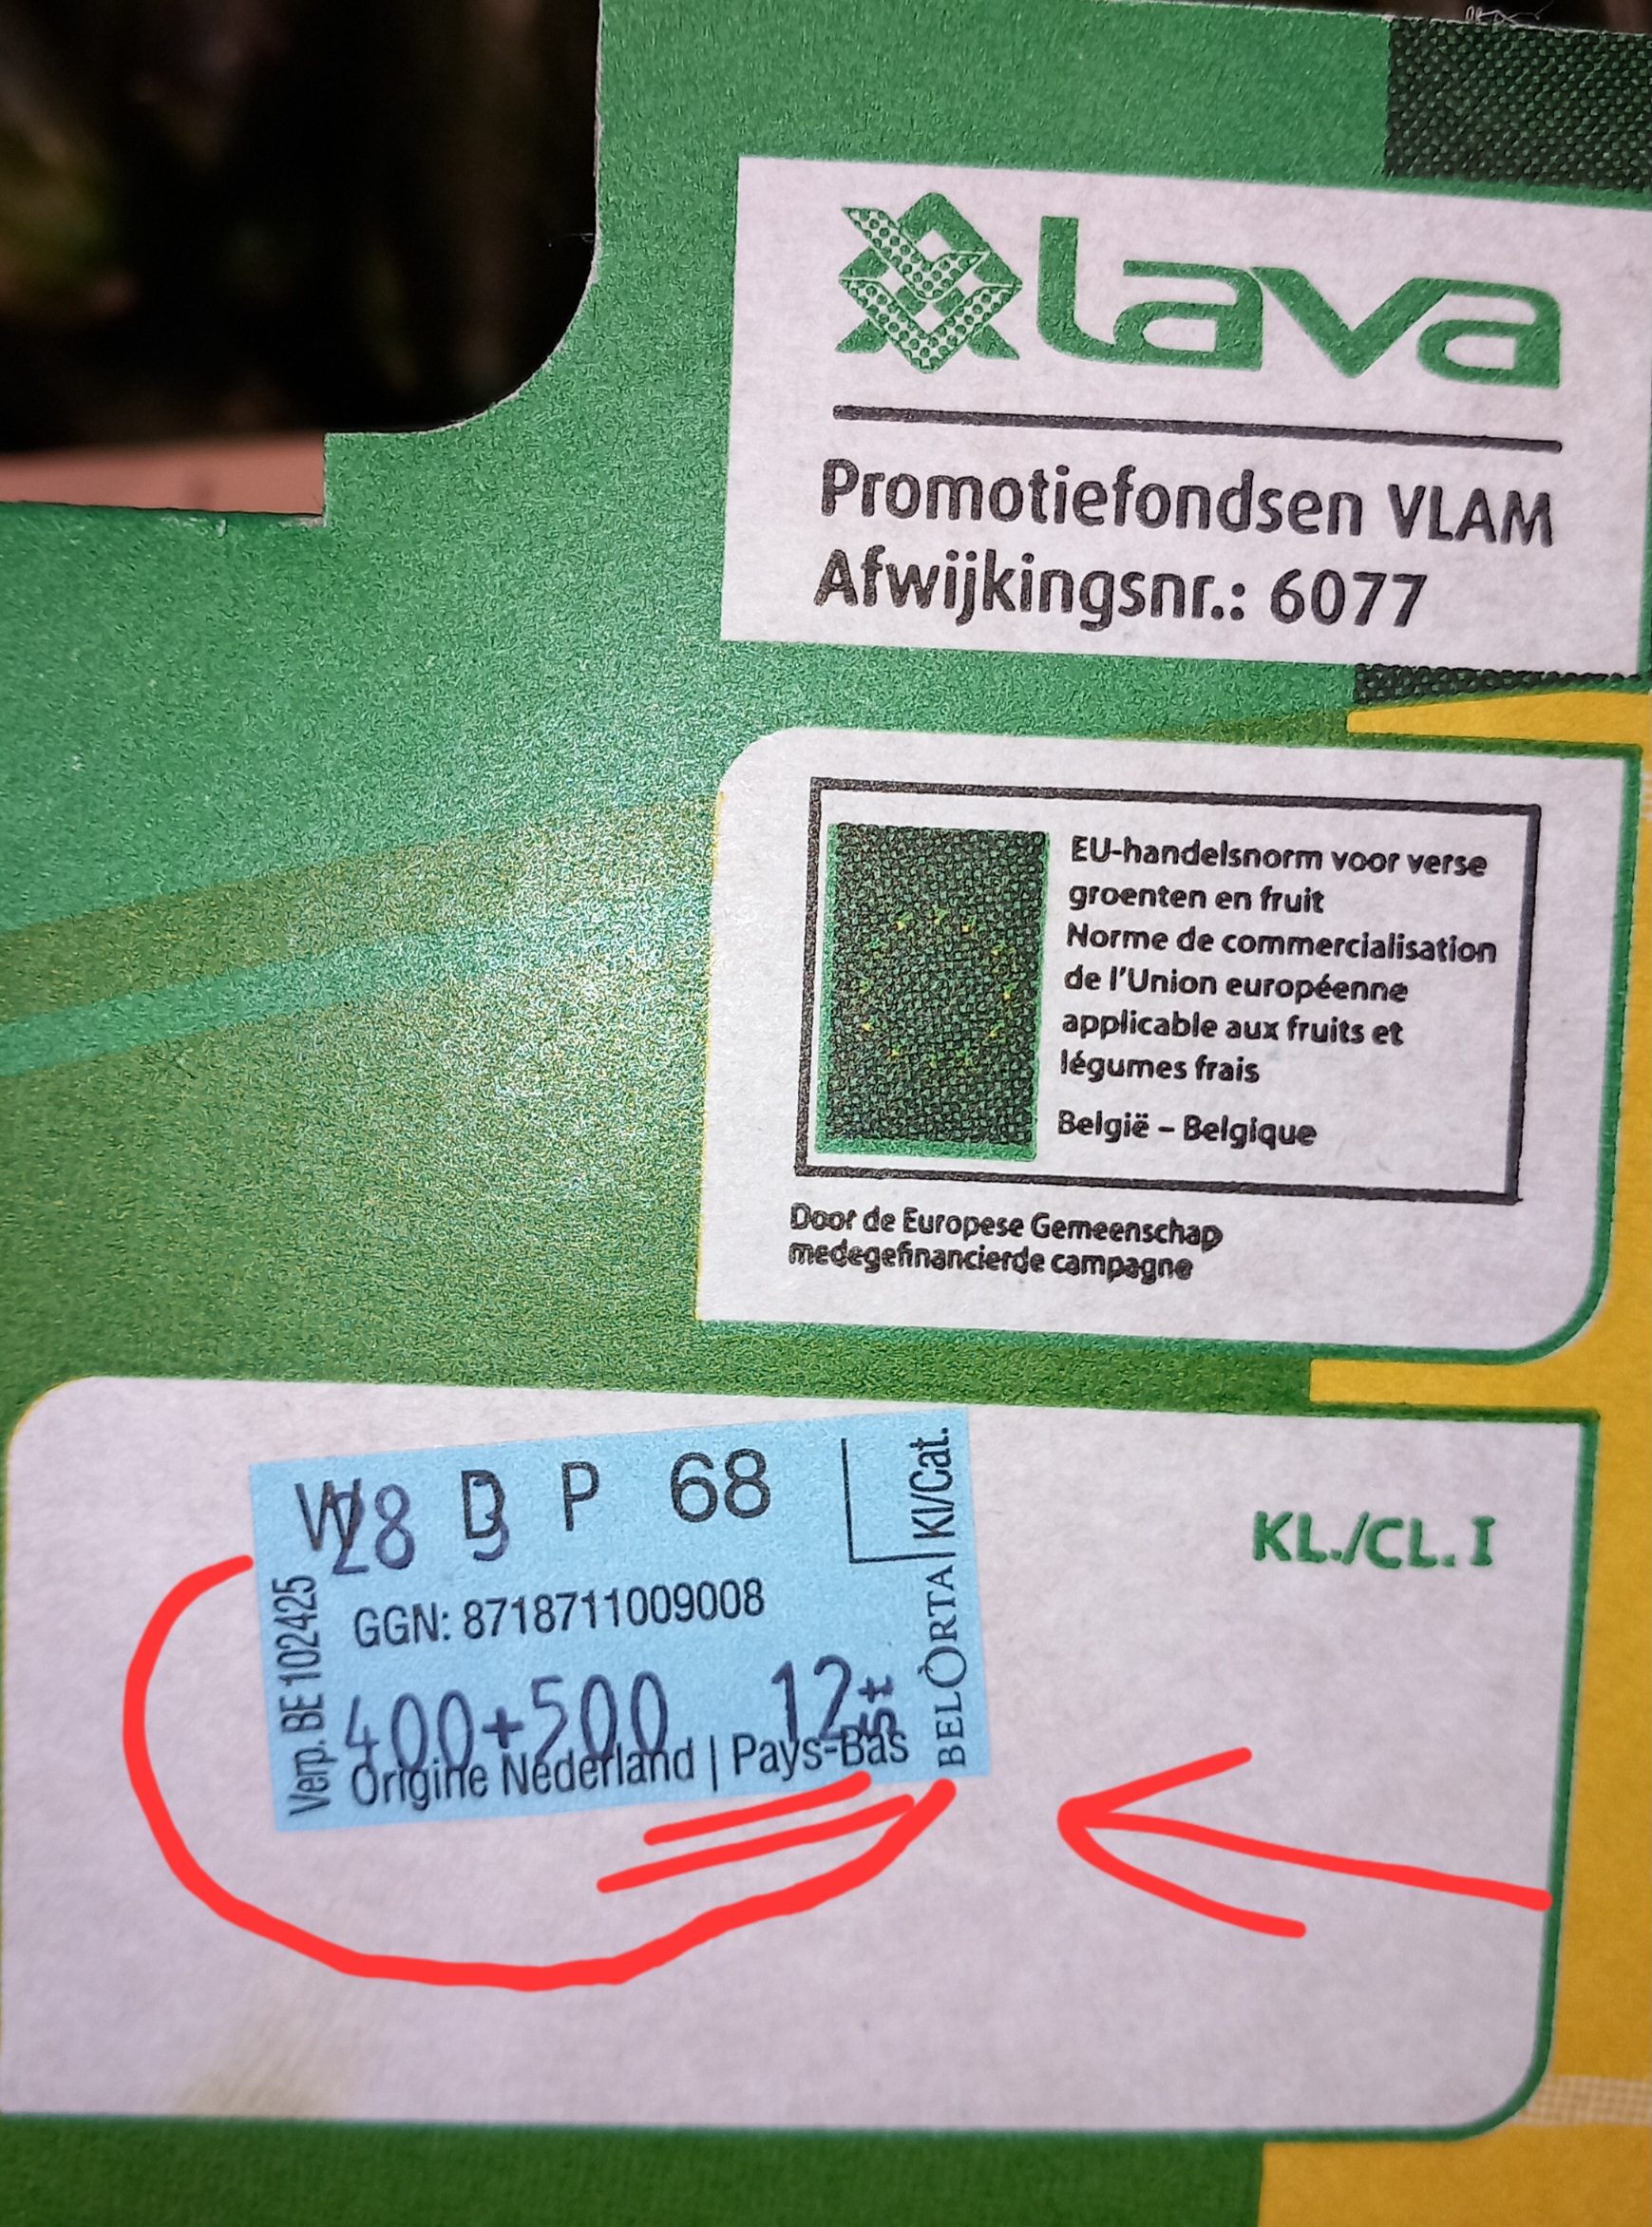 Lava
Promotiefondsen VLAM
Afwijkingsnr.: 6077
EU-handelsnorm voor verse
groenten en fruit
Norme de commercialisation
de l'Union européenne
applicable aux fruits et
légumes frais
België – Belgique
Door de Europese Gemeenschap
medegefinancierde campagne
P 68
GGN: 8718711009008
400+500 12st
Origine Nederland | Pays-Bas
Verp. BE 102425
BELÒRTA Kl/Cat.
KL./CL. I